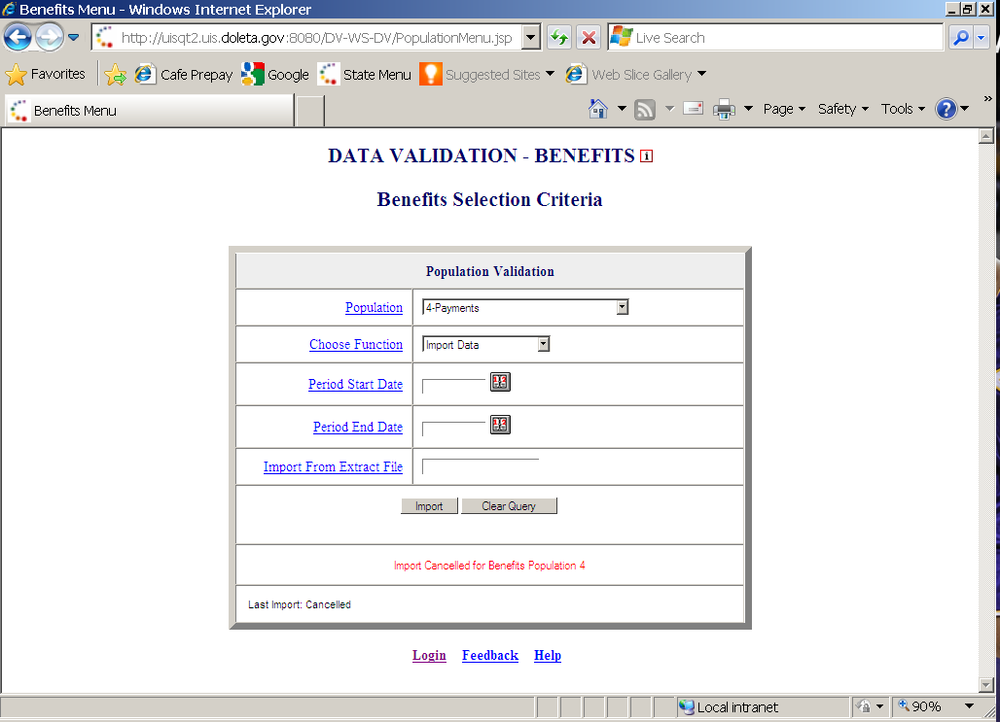 Benefits Menu - Windows Internet Explorer
http://uisqt2.uis.doleta.gov:8080/DV-WS-DV/PopulationMenu.jsp
Live Search
Favorites
Cafe Prepay
Google
State Menu
Suggested Sites
Web Slice Gallery
Benefits Menu
Page
Safety
Tools
?
»
DATA VALIDATION - BENEFITS i
Benefits Selection Criteria
Population Validation
Population
4-Payments
Choose Function
Import Data
Period Start Date
Period End Date
Import From Extract File
Import
Clear Query
Import Cancelled for Benefits Population 4
Last Import: Cancelled
Login Feedback Help
Local intranet
90%